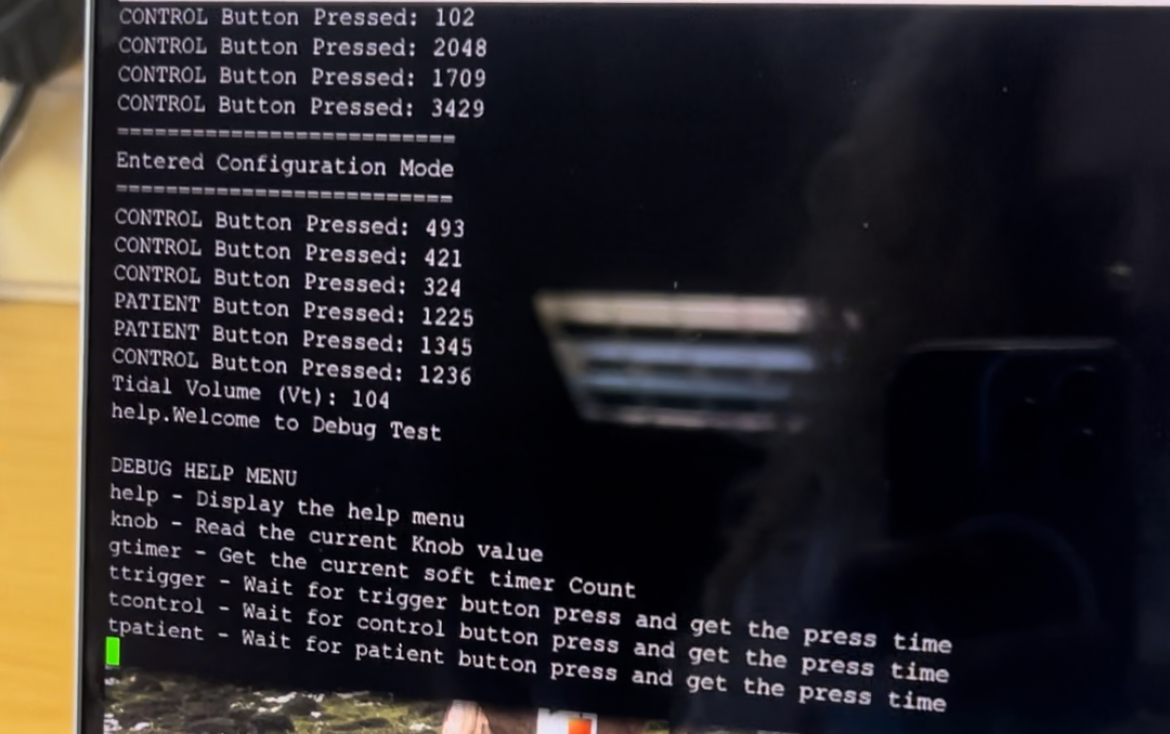 CONTROL Button Pressed: 102
CONTROL Button Pressed: 2048
CONTROL Button Pressed: 1709
CONTROL Button Pressed: 3429
===========================
Entered Configuration Mode
===========================
CONTROL Button Pressed: 493
CONTROL Button Pressed: 421
CONTROL Button Pressed: 324
PATIENT Button Pressed: 1225
PATIENT Button Pressed: 1345
CONTROL Button Pressed: 1236
Tidal Volume (Vt): 104
help.Welcome to Debug Test
DEBUG HELP MENU
help - Display the help menu
knob - Read the current Knob value
gtimer - Get the current soft timer Count
ttrigger - Wait for trigger button press and get the press time
tcontrol - Wait for control button press and get the press time
tpatient - Wait for patient button press and get the press time